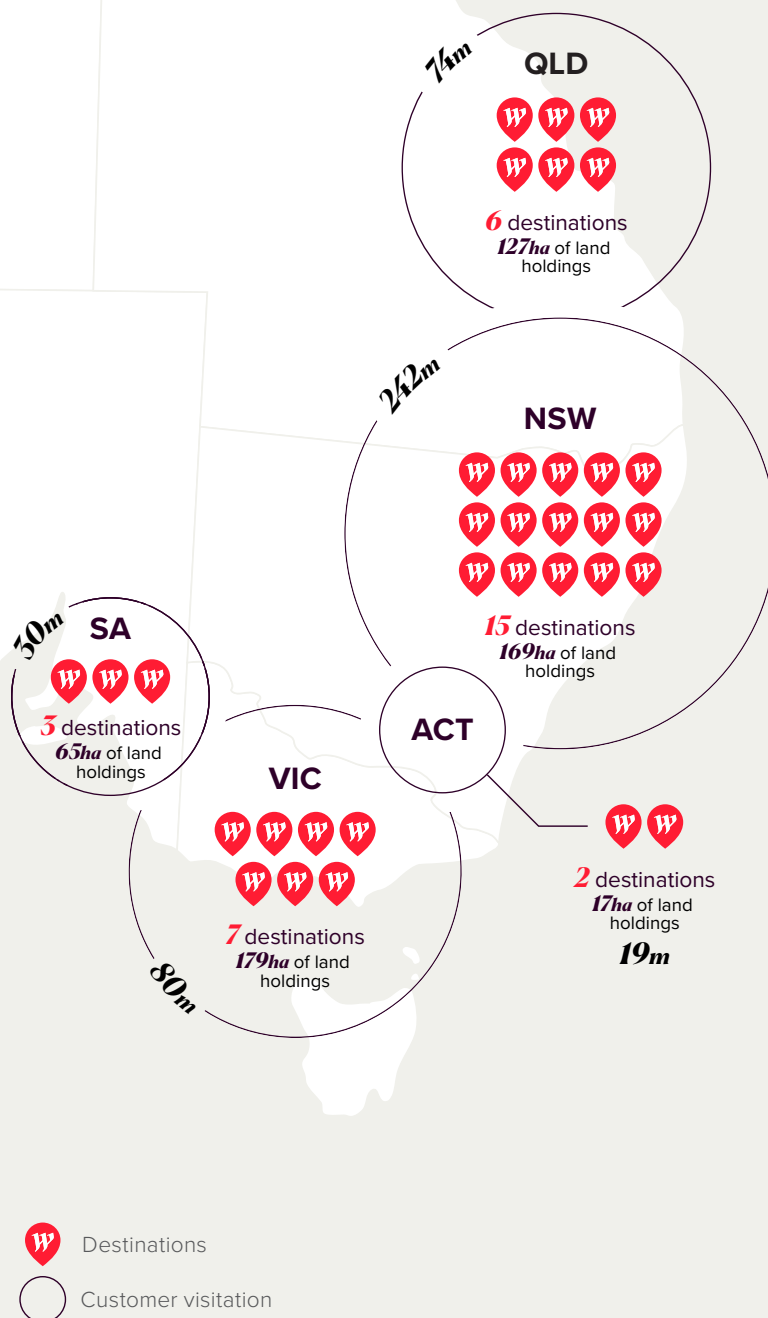 74m
QLD
W W W
W W W
6 destinations
127ha of land
holdings
242m
NSW
W W W W W
W W W W W
W W W W W
15 destinations
169ha of land
holdings
30m
SA
W W W
3 destinations
65ha of land
holdings
ACT
W W
2 destinations
17ha of land
holdings
19m
VIC
W W W W
W W W
7 destinations
179ha of land
holdings
80m
W Destinations
Customer visitation